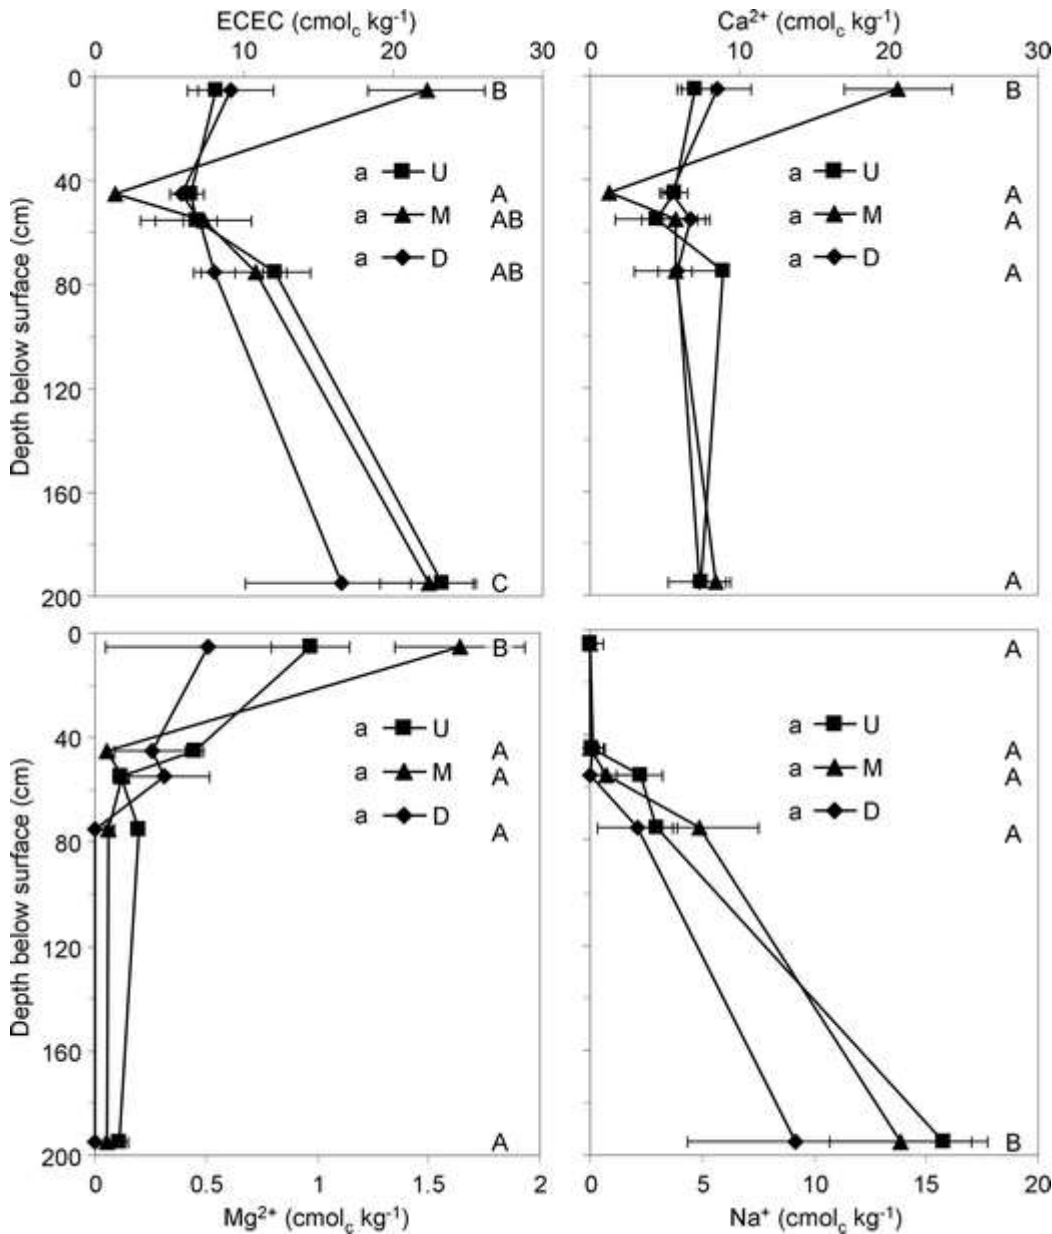 ECEC (cmolc kg-1)
Ca2+ (cmolc kg-1)
0 10 20 30
0 10 20 30
0
40
80
120
160
200
Depth below surface (cm)
a U
a M
a D
B
A
AB
AB
C
a U
a M
a D
B
A
A
A
A
0
40
80
120
160
200
Depth below surface (cm)
a U
a M
a D
B
A
A
A
A
a U
a M
a D
A
A
A
A
B
0 0.5 1 1.5 2
0 5 10 15 20
Mg2+ (cmolc kg-1)
Na+ (cmolc kg-1)